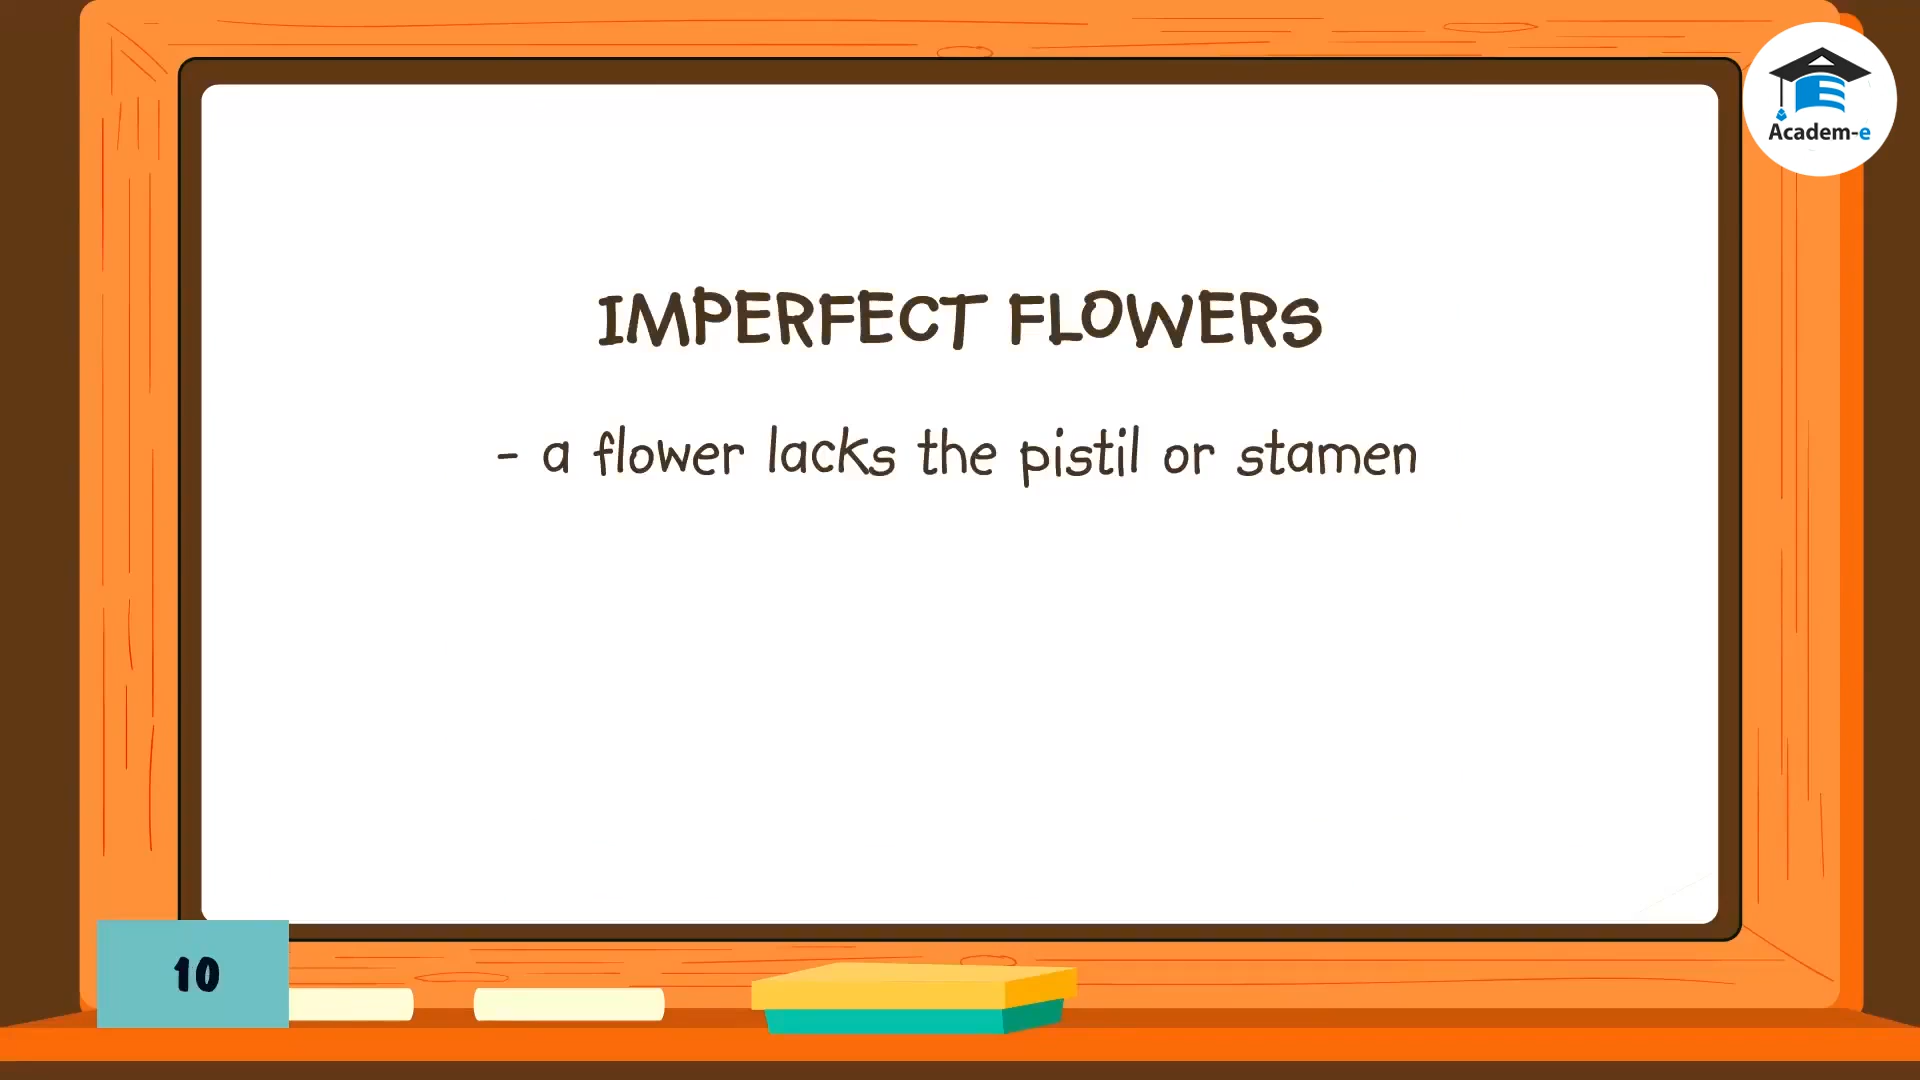 Academ-e
IMPERFECT FLOWERS
- a flower lacks the pistil or stamen
10